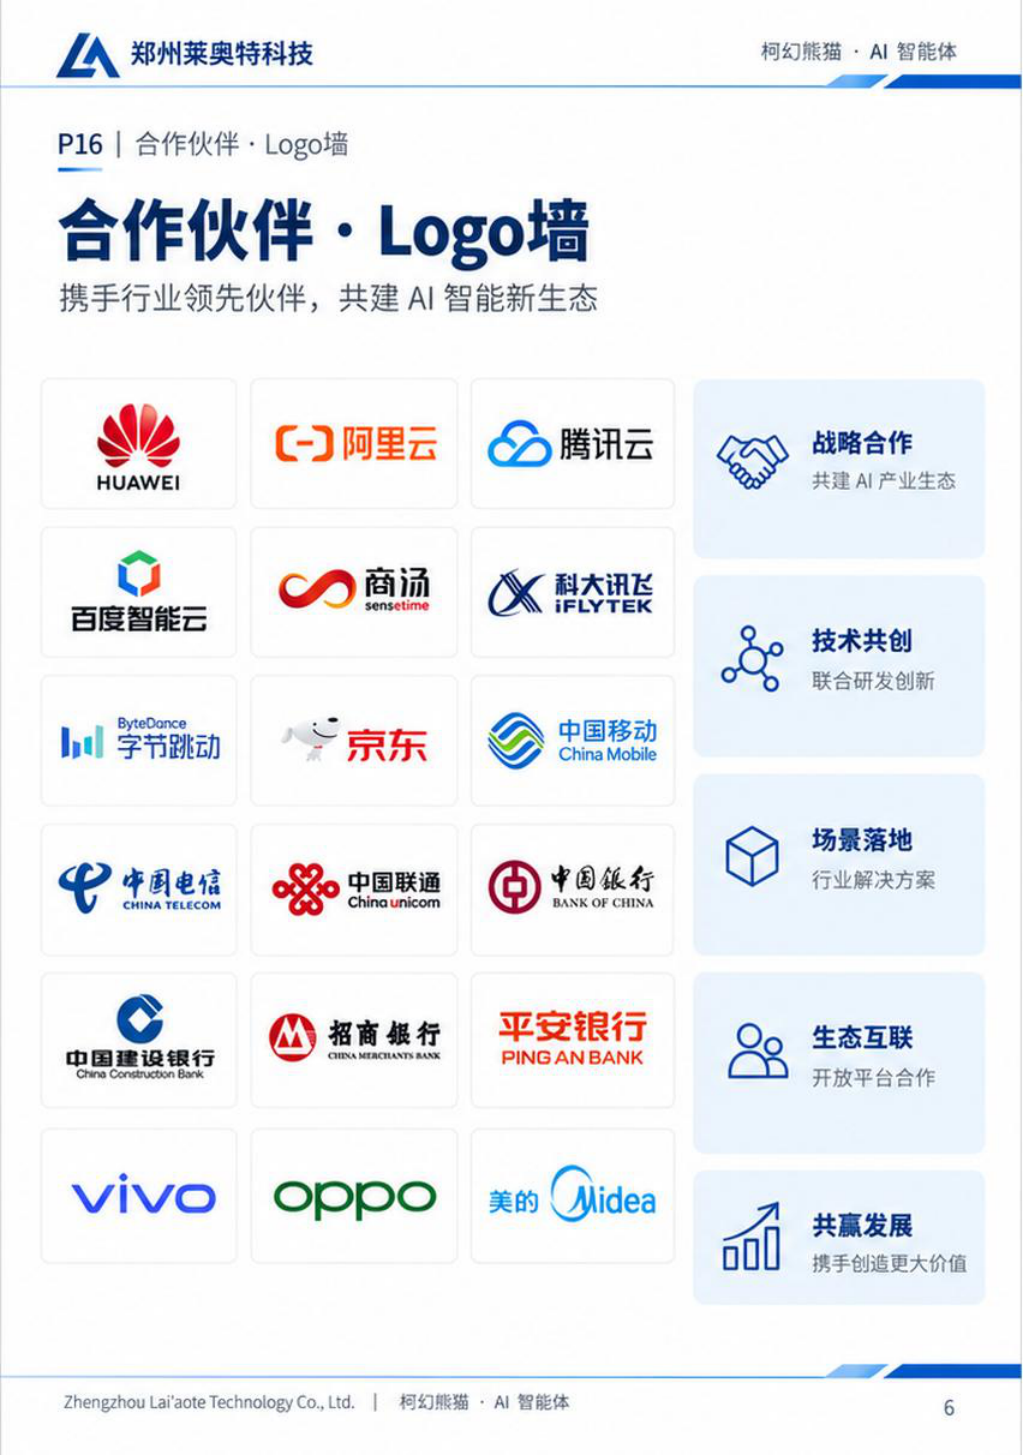 郑州莱奥特科技
柯幻熊猫 · AI 智能体
P16 | 合作伙伴 · Logo墙
合作伙伴 · Logo墙
携手行业领先伙伴，共建 AI 智能新生态
HUAWEI
阿里云
腾讯云
战略合作
共建 AI 产业生态
百度智能云
商汤
sensetime
科大讯飞
iFLYTEK
技术共创
联合研发创新
ByteDance
字节跳动
京东
中国移动
China Mobile
场景落地
行业解决方案
中国电信
CHINA TELECOM
中国联通
China unicom
中国银行
BANK OF CHINA
中国建设银行
China Construction Bank
招商银行
CHINA MERCHANTS BANK
平安银行
PING AN BANK
生态互联
开放平台合作
vivo
oppo
美的 Midea
共赢发展
携手创造更大价值
Zhengzhou Lai'aote Technology Co., Ltd. | 柯幻熊猫 · AI 智能体
6